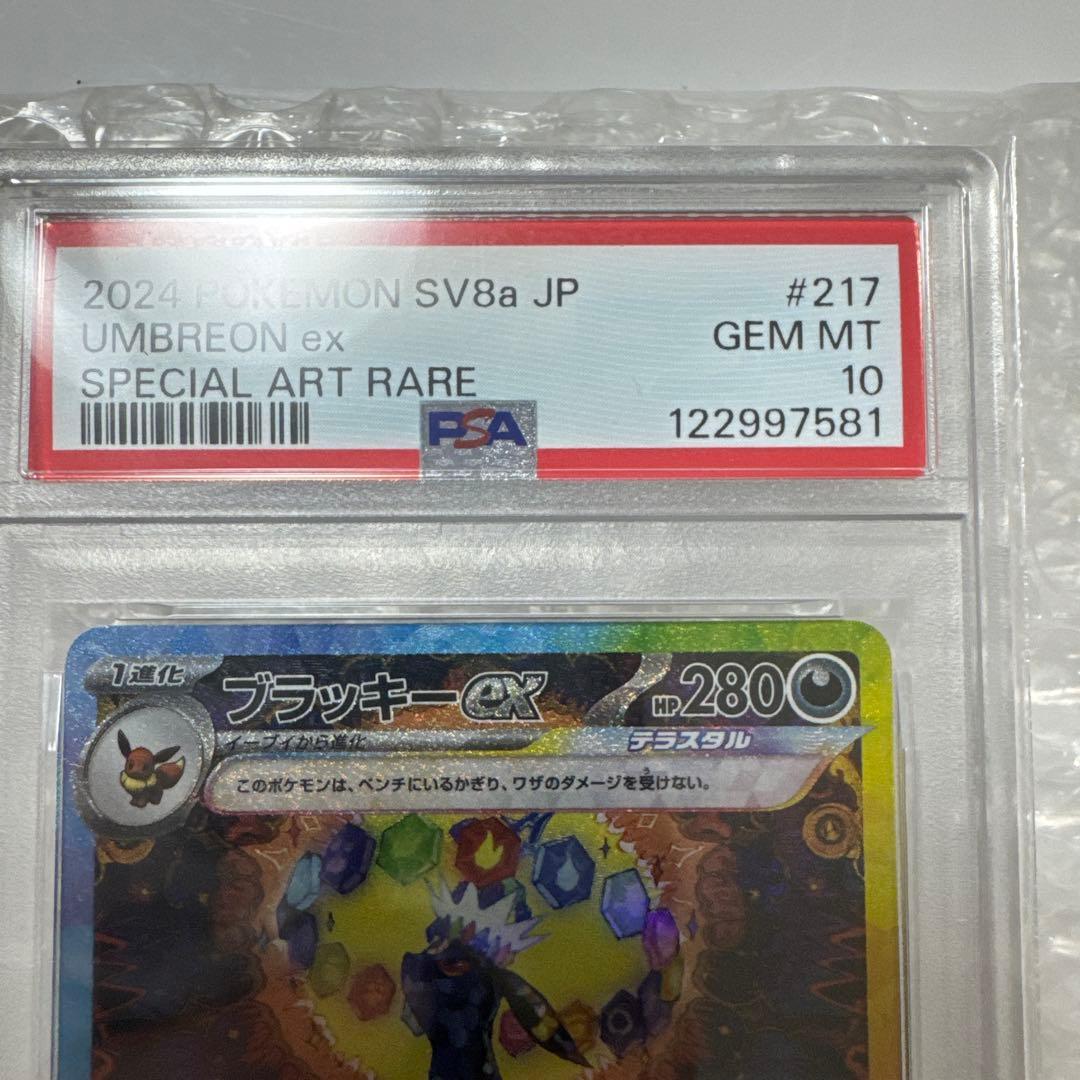 2024 POKEMON SV8a JP #217
UMBREON ex GEM MT
SPECIAL ART RARE 10
PSA 122997581
1進化 ブラッキーex HP280
イーブイから進化 テラスタル
このポケモンは、ベンチにいるかぎり、ワザのダメージを受けない。